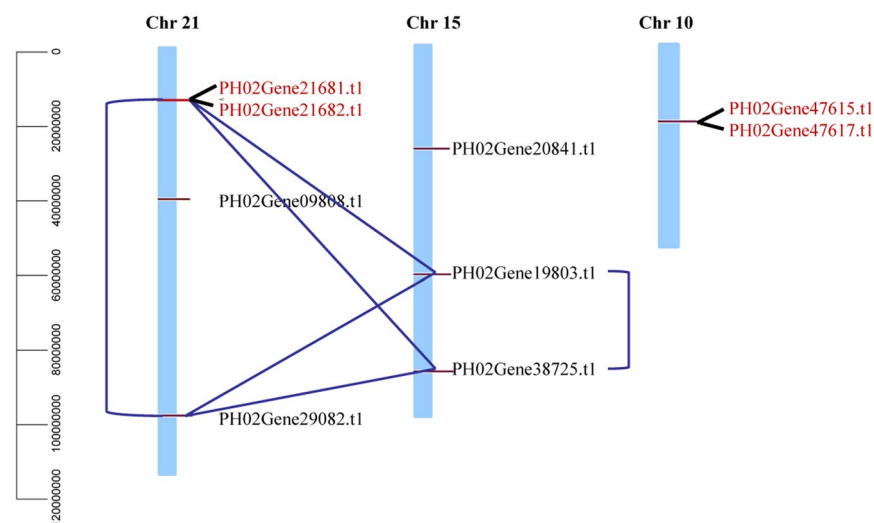 Chr 21
Chr 15
Chr 10
0
20000000
40000000
60000000
80000000
100000000
120000000
PH02Gene21681.t1
PH02Gene21682.t1
PH02Gene09808.t1
PH02Gene29082.t1
PH02Gene20841.t1
PH02Gene19803.t1
PH02Gene38725.t1
PH02Gene47615.t1
PH02Gene47617.t1